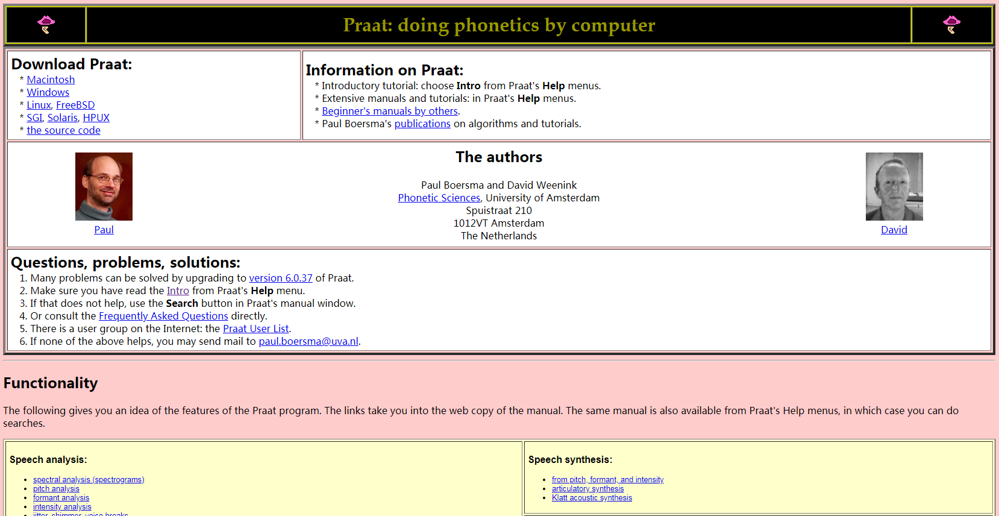 Praat: doing phonetics by computer
Download Praat:
* Macintosh
* Windows
* Linux, FreeBSD
* SGI, Solaris, HPUX
* the source code
Information on Praat:
* Introductory tutorial: choose Intro from Praat's Help menus.
* Extensive manuals and tutorials: in Praat's Help menus.
* Beginner's manuals by others.
* Paul Boersma's publications on algorithms and tutorials.
The authors
Paul Boersma and David Weenink
Phonetic Sciences, University of Amsterdam
Spuistraat 210
1012VT Amsterdam
The Netherlands
Paul
David
Questions, problems, solutions:
1. Many problems can be solved by upgrading to version 6.0.37 of Praat.
2. Make sure you have read the Intro from Praat's Help menu.
3. If that does not help, use the Search button in Praat's manual window.
4. Or consult the Frequently Asked Questions directly.
5. There is a user group on the Internet: the Praat User List.
6. If none of the above helps, you may send mail to paul.boersma@uva.nl.
Functionality
The following gives you an idea of the features of the Praat program. The links take you into the web copy of the manual. The same manual is also available from Praat's Help menus, in which case you can do
searches.
Speech analysis:
• spectral analysis (spectrograms)
• pitch analysis
• formant analysis
• intensity analysis
• jitter, shimmer, voice breaks
Speech synthesis:
• from pitch, formant, and intensity
• articulatory synthesis
• Klatt acoustic synthesis